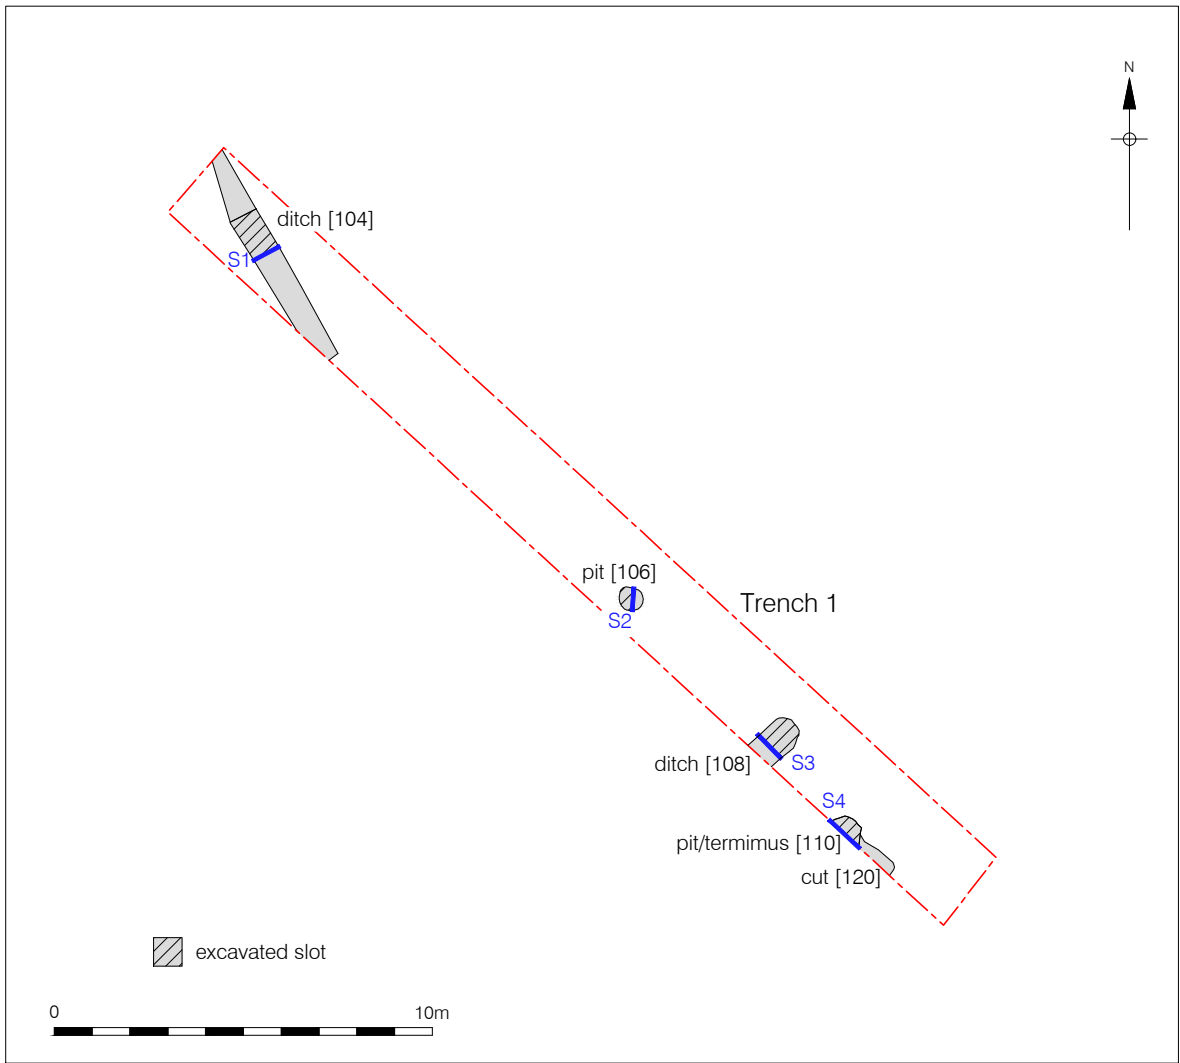 N
ditch [104]
S1
pit [106]
S2
Trench 1
ditch [108]
S3
S4
pit/termimus [110]
cut [120]
excavated slot
0 10m